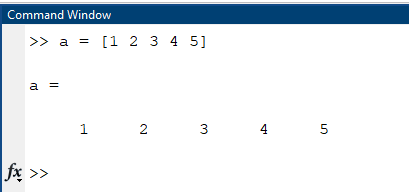 Command Window
>> a = [1 2 3 4 5]
a =
1 2 3 4 5
fx >>